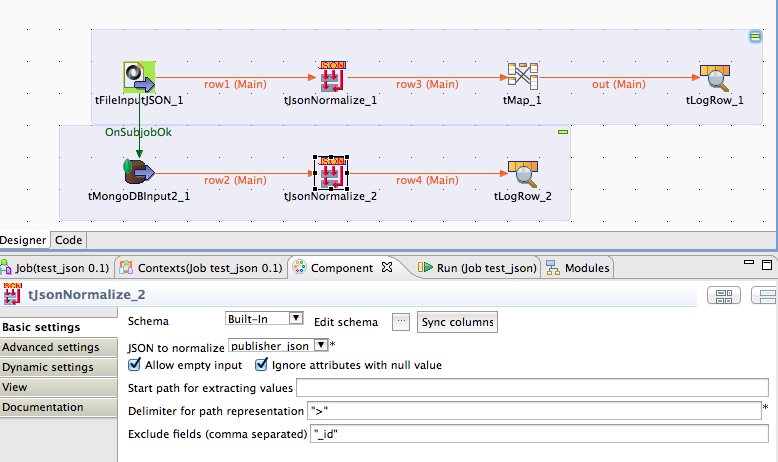 JSON
row1 (Main)
row3 (Main)
out (Main)
tFileInputJSON_1
tJsonNormalize_1
tMap_1
tLogRow_1
OnSubjobOk
JSON
row2 (Main)
row4 (Main)
tMongoDBInput2_1
tJsonNormalize_2
tLogRow_2
Designer
Code
Job(test_json 0.1)
Contexts(Job test_json 0.1)
Component
Run (Job test_json)
Modules
JSON
tJsonNormalize_2
Basic settings
Advanced settings
Dynamic settings
View
Documentation
Schema
Built-In
Edit schema
...
Sync columns
JSON to normalize
publisher_json
*
Allow empty input
Ignore attributes with null value
Start path for extracting values
Delimiter for path representation
">"
*
Exclude fields (comma separated)
"_id"